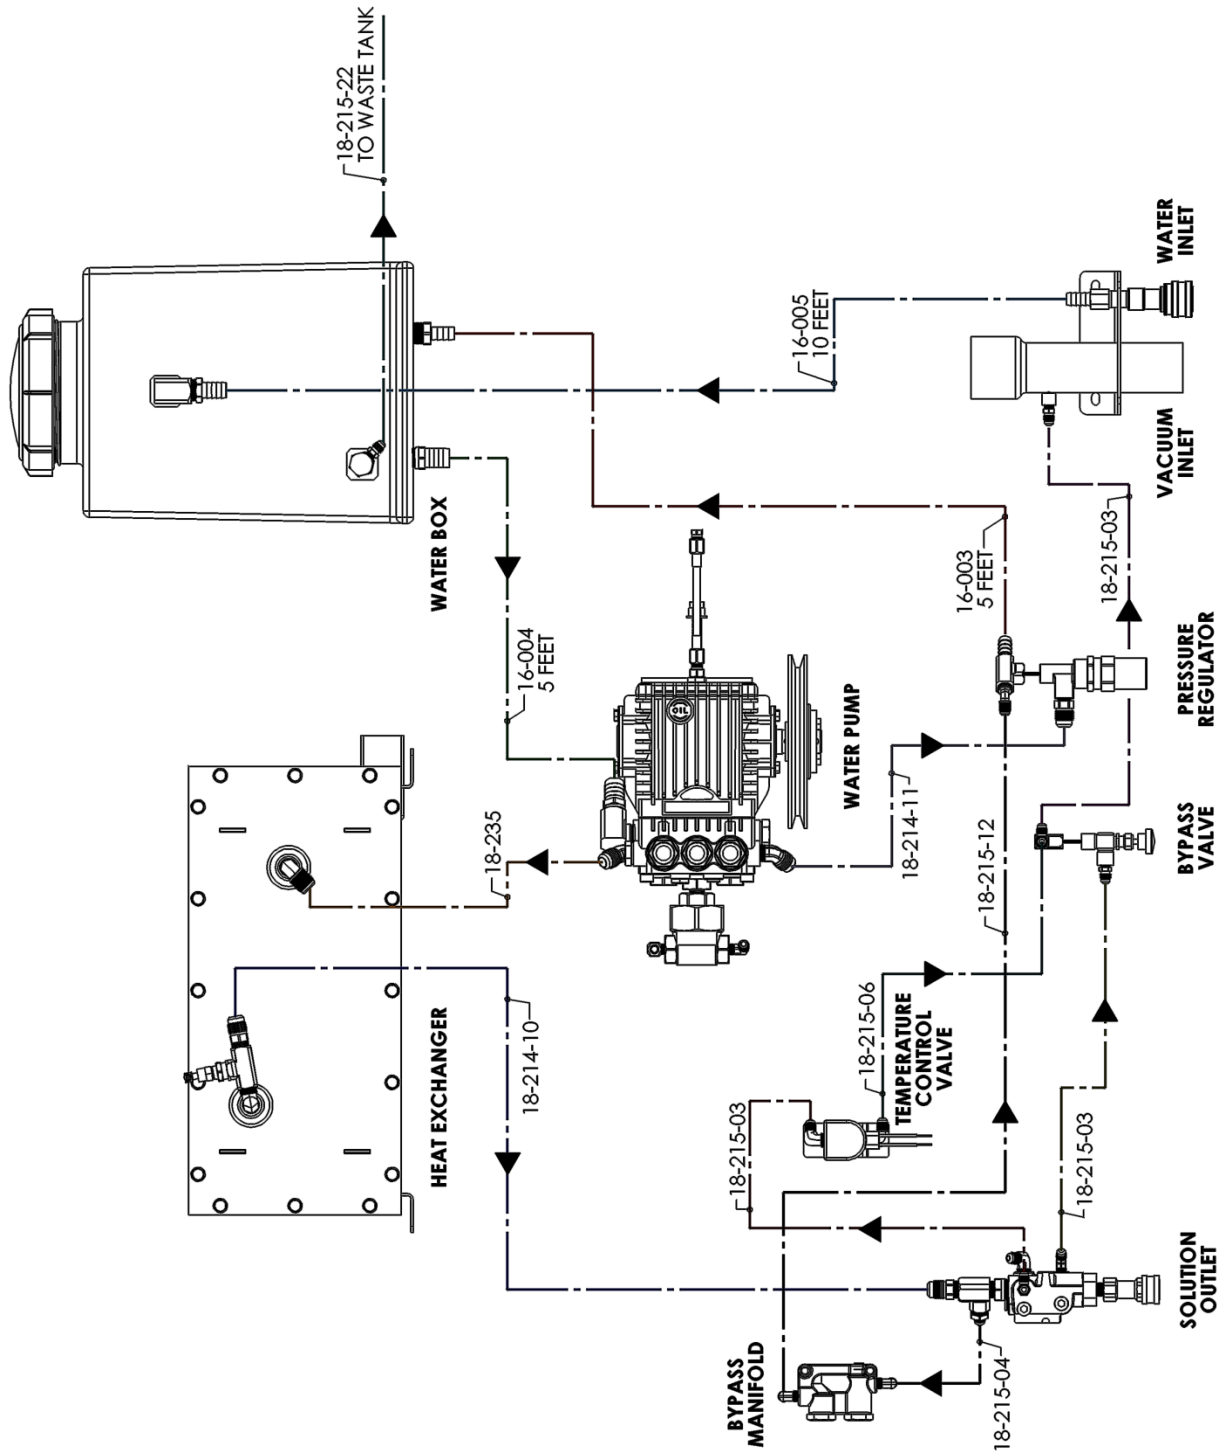 18-215-22
TO WASTE TANK
WATER BOX
16-004
5 FEET
16-005
10 FEET
WATER
INLET
VACUUM
INLET
18-215-03
16-003
5 FEET
PRESSURE
REGULATOR
OIL
WATER PUMP
18-235
18-214-11
18-215-12
BYPASS
VALVE
HEAT EXCHANGER
18-214-10
18-215-06
TEMPERATURE
CONTROL
VALVE
18-215-03
18-215-03
SOLUTION
OUTLET
18-215-04
BYPASS
MANIFOLD